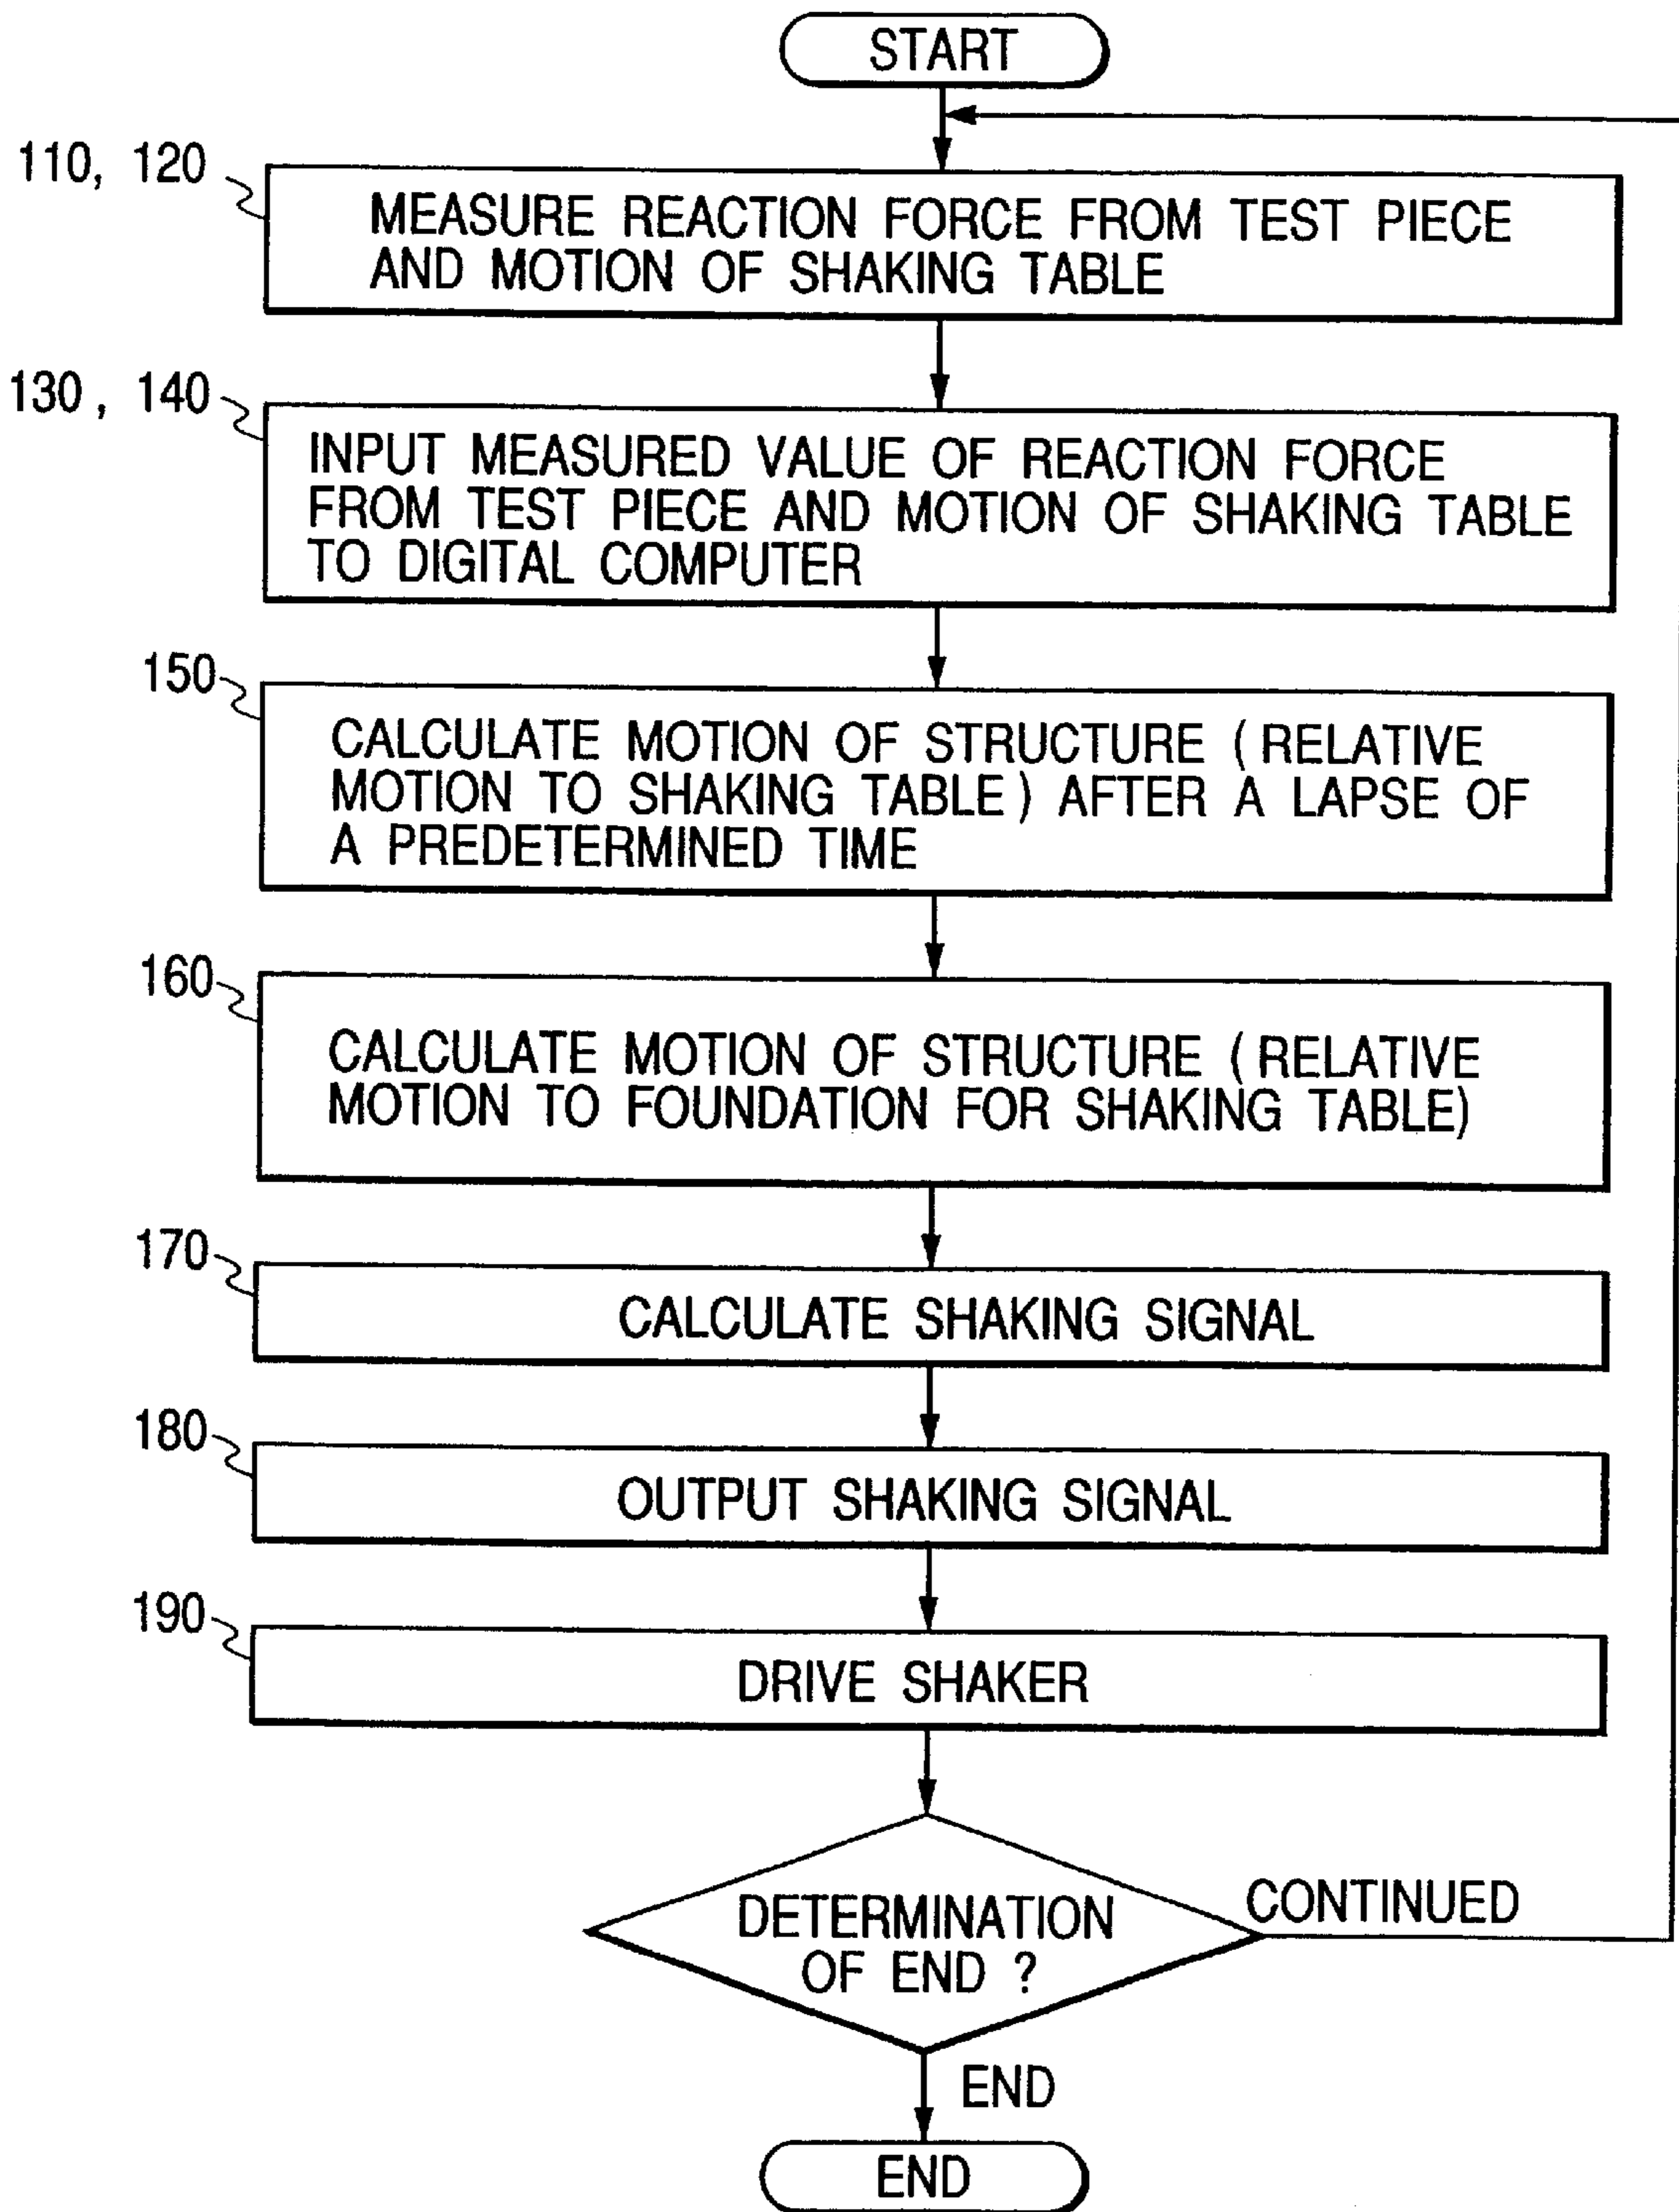 START
110, 120
MEASURE REACTION FORCE FROM TEST PIECE
AND MOTION OF SHAKING TABLE
130, 140
INPUT MEASURED VALUE OF REACTION FORCE
FROM TEST PIECE AND MOTION OF SHAKING TABLE
TO DIGITAL COMPUTER
150
CALCULATE MOTION OF STRUCTURE (RELATIVE
MOTION TO SHAKING TABLE) AFTER A LAPSE OF
A PREDETERMINED TIME
160
CALCULATE MOTION OF STRUCTURE (RELATIVE
MOTION TO FOUNDATION FOR SHAKING TABLE)
170
CALCULATE SHAKING SIGNAL
180
OUTPUT SHAKING SIGNAL
190
DRIVE SHAKER
DETERMINATION
OF END ?
CONTINUED
END
END